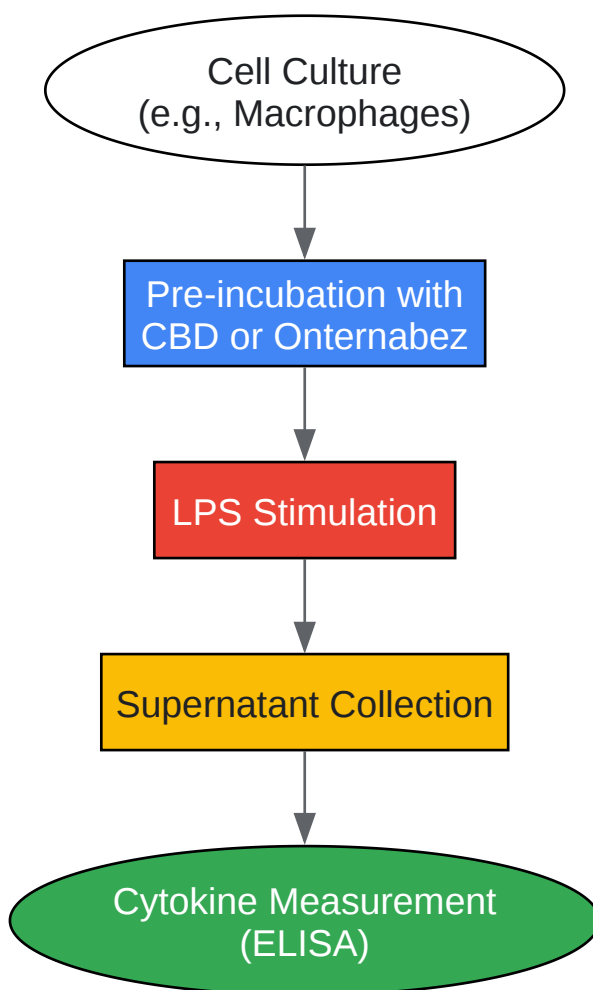 Cell Culture
(e.g., Macrophages)
Pre-incubation with
CBD or Onternabez
LPS Stimulation
Supernatant Collection
Cytokine Measurement
(ELISA)